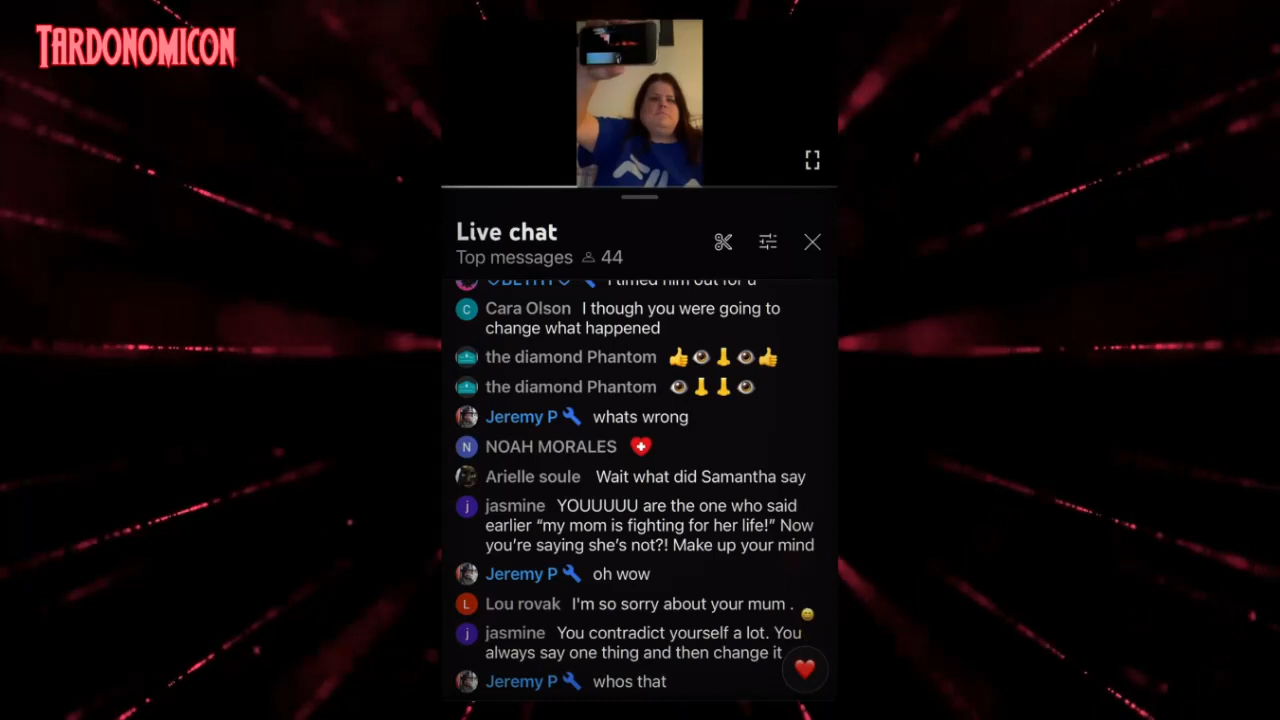 TARDONOMICON
Live chat
Top messages 44
I timed him out for a
Cara Olson I though you were going to
change what happened
the diamond Phantom 👍👁👃👁👍
the diamond Phantom 👁👃👃👁
Jeremy P whats wrong
NOAH MORALES
Arielle soule Wait what did Samantha say
jasmine YOUUUUU are the one who said
earlier “my mom is fighting for her life!” Now
you’re saying she’s not?! Make up your mind
Jeremy P oh wow
Lou rovak I'm so sorry about your mum .
jasmine You contradict yourself a lot. You
always say one thing and then change it
Jeremy P whos that